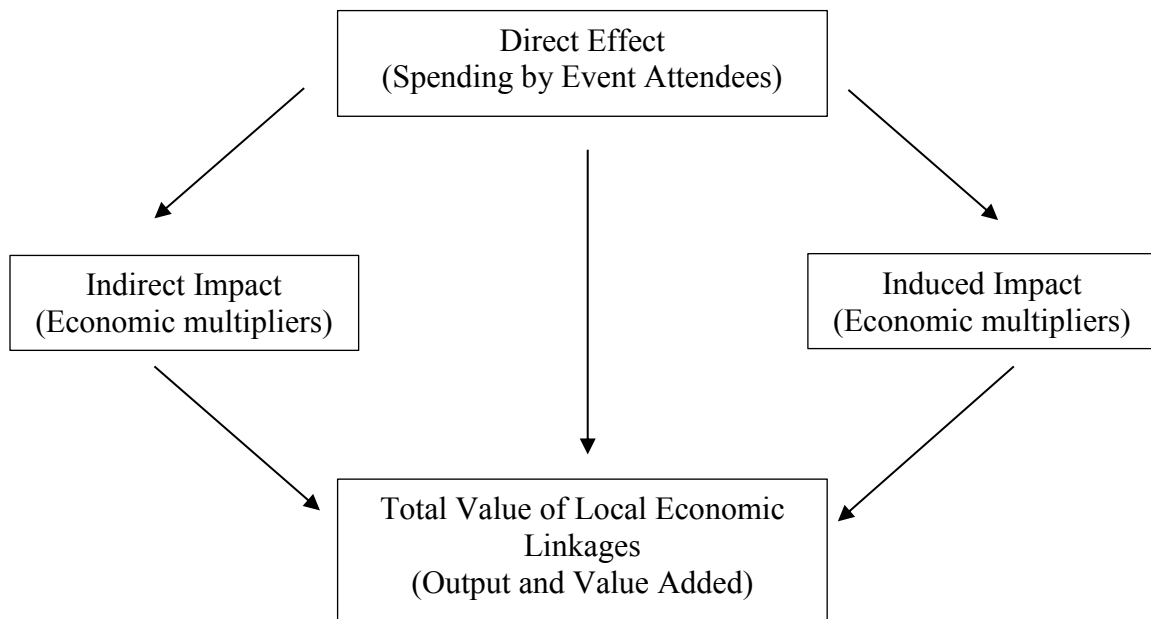 Direct Effect
(Spending by Event Attendees)
Indirect Impact
(Economic multipliers)
Induced Impact
(Economic multipliers)
Total Value of Local Economic
Linkages
(Output and Value Added)